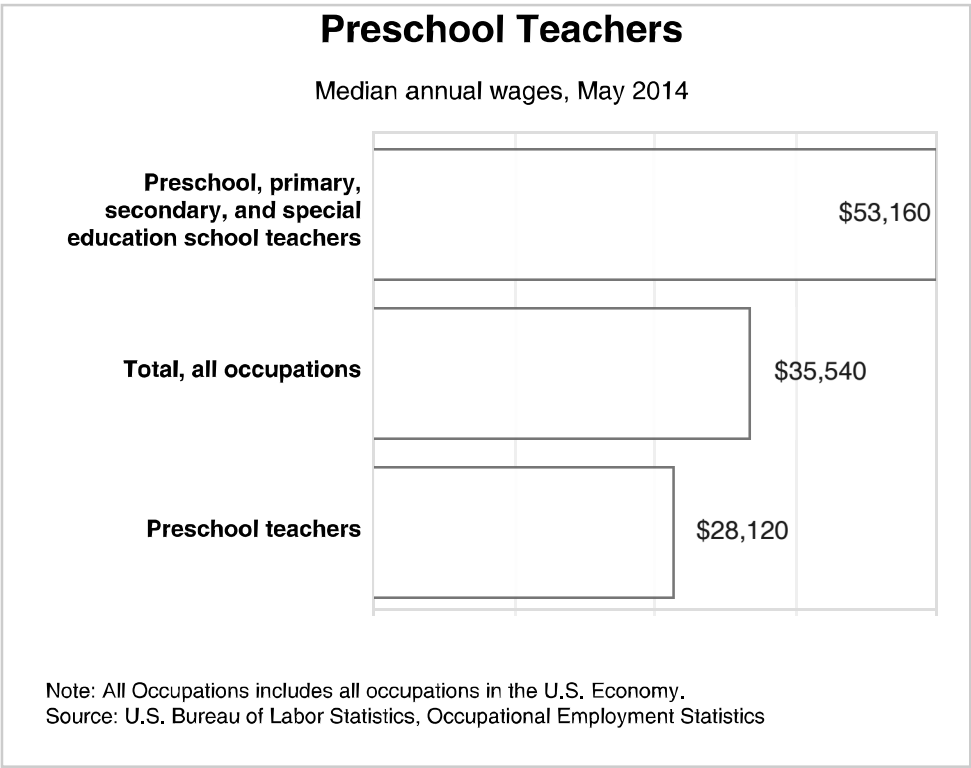 Preschool Teachers
Median annual wages, May 2014
Preschool, primary,
secondary, and special
education school teachers
$53,160
Total, all occupations
$35,540
Preschool teachers
$28,120
Note: All Occupations includes all occupations in the U.S. Economy.
Source: U.S. Bureau of Labor Statistics, Occupational Employment Statistics